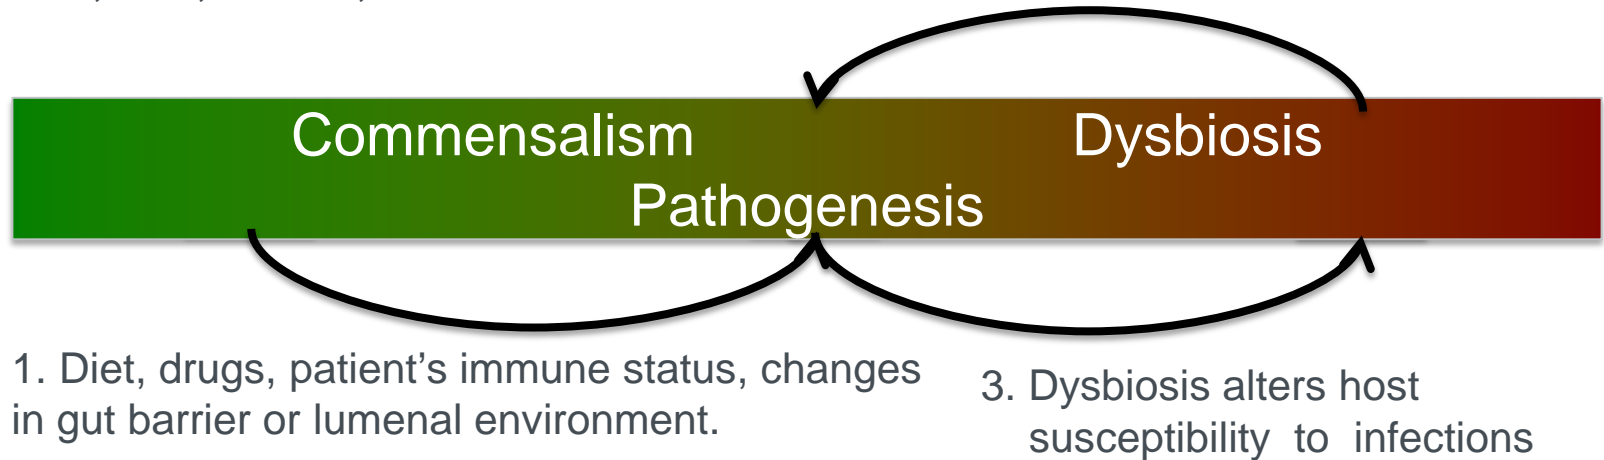 Commensalism Dysbiosis
Pathogenesis
1. Diet, drugs, patient’s immune status, changes
in gut barrier or lumenal environment.
3. Dysbiosis alters host
susceptibility to infections